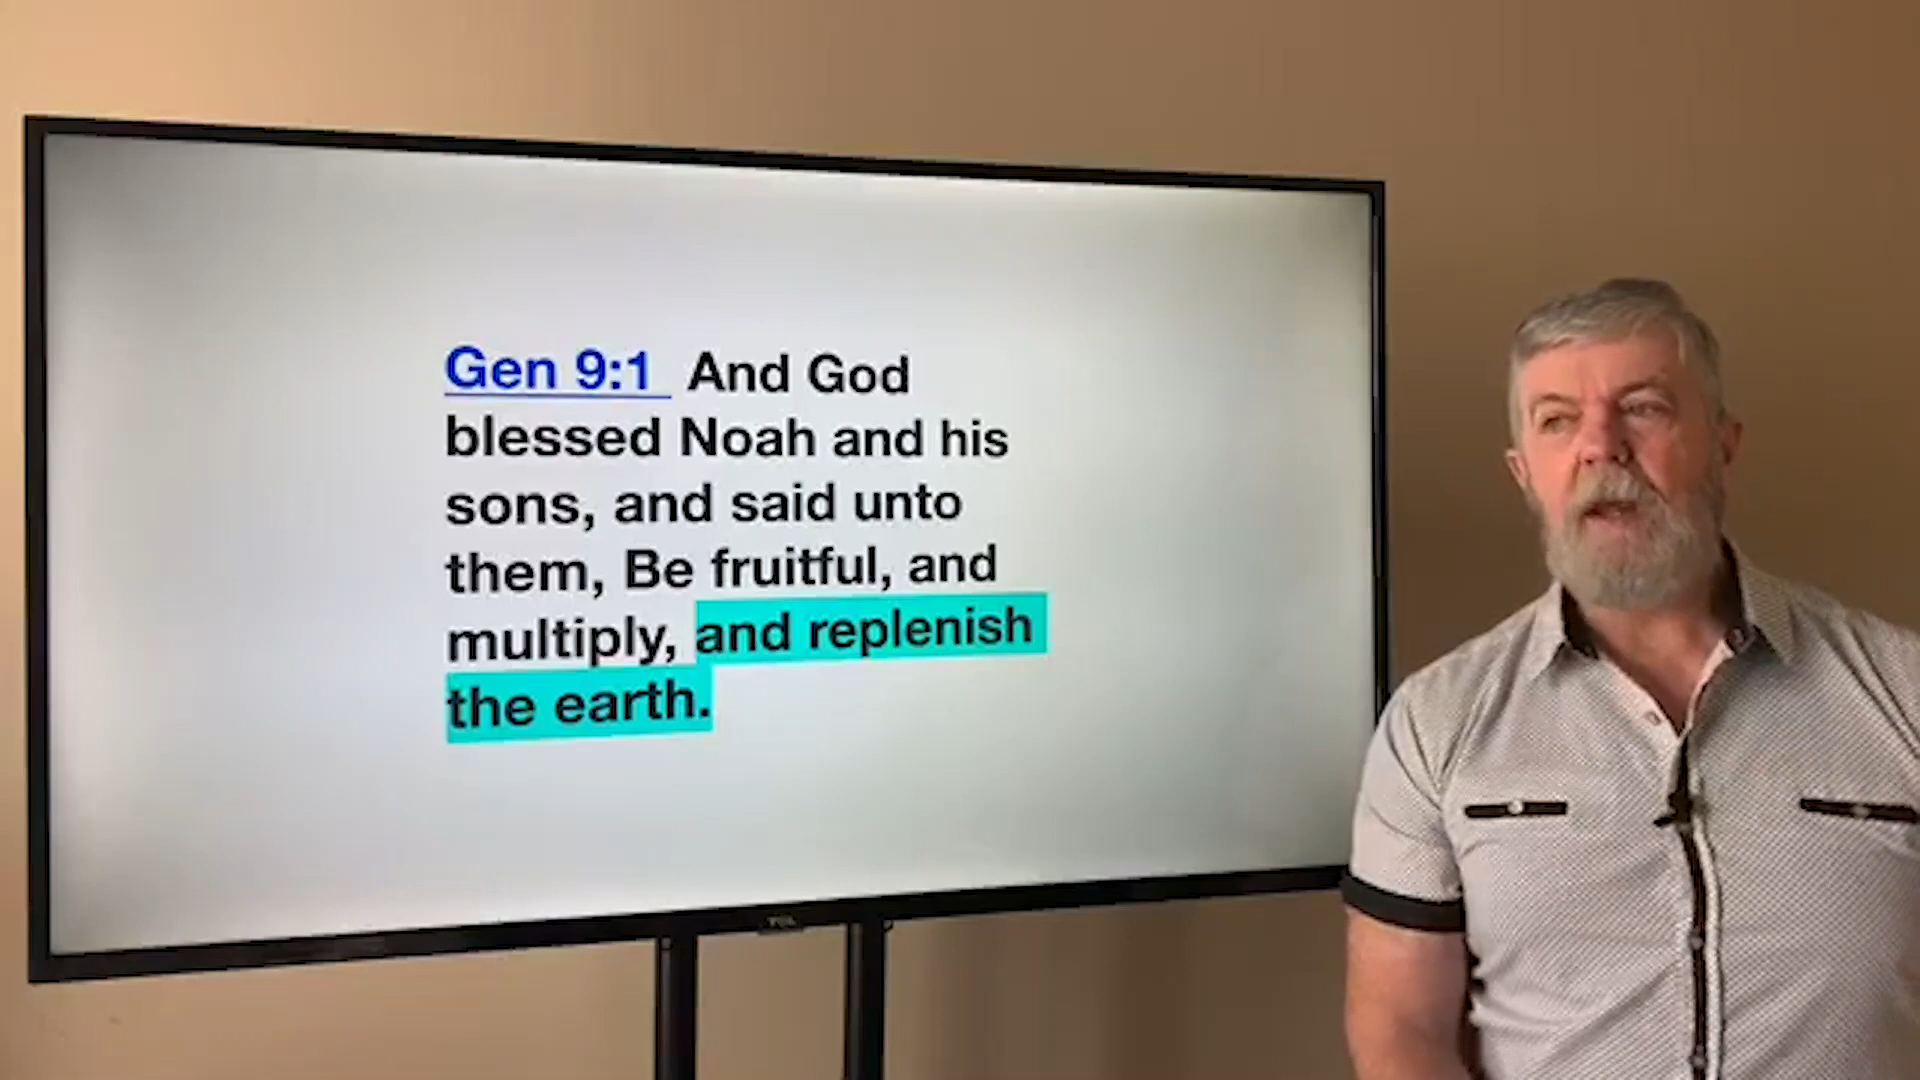 Gen 9:1 And God
blessed Noah and his
sons, and said unto
them, Be fruitful, and
multiply, and replenish
the earth.
TCL